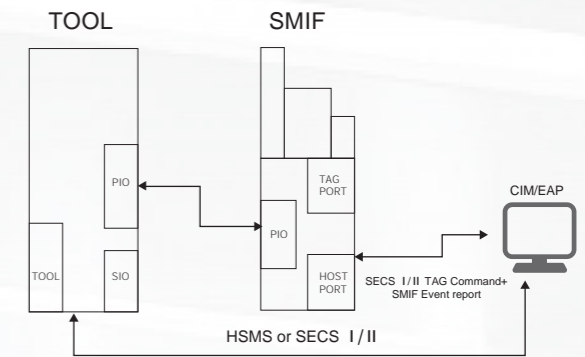 TOOL
SMIF
PIO
TAG
PORT
CIM/EAP
PIO
TOOL
SIO
HOST
PORT
SECS I/II TAG Command+
SMIF Event report
HSMS or SECS I/II